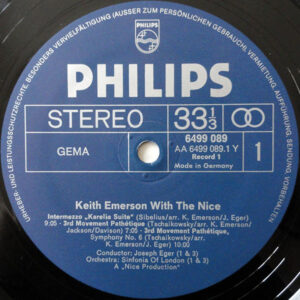 URHEBER- UND LEISTUNGSSCHUTZRECHTE, BESONDERS VERVIELFÄLTIGUNG (AUSSER ZUM PERSÖNLICHEN GEBRAUCH), VERMIETUNG, AUFFÜHRUNG, SENDUNG, VORBEHALTEN
PHILIPS
PHILIPS
STEREO
33 1/3
GEMA
6499 089
AA 6499 089.1 Y
Record 1
Made in Germany
1
Keith Emerson With The Nice
Intermezzo „Karelia Suite" (Sibelius/arr. K. Emerson/J. Eger)
9:05 - 3rd Movement Pathétique, (Tschaikowsky/arr. K. Emerson/
Jackson/Davison) 7:05 - 3rd Movement Pathétique,
Symphony No. 6 (Tschaikowsky/arr.
K. Emerson/J. Eger) 10:00
Conductor: Joseph Eger (1 & 3)
Orchestra: Sinfonia Of London (1 & 3)
A „Nice Production"